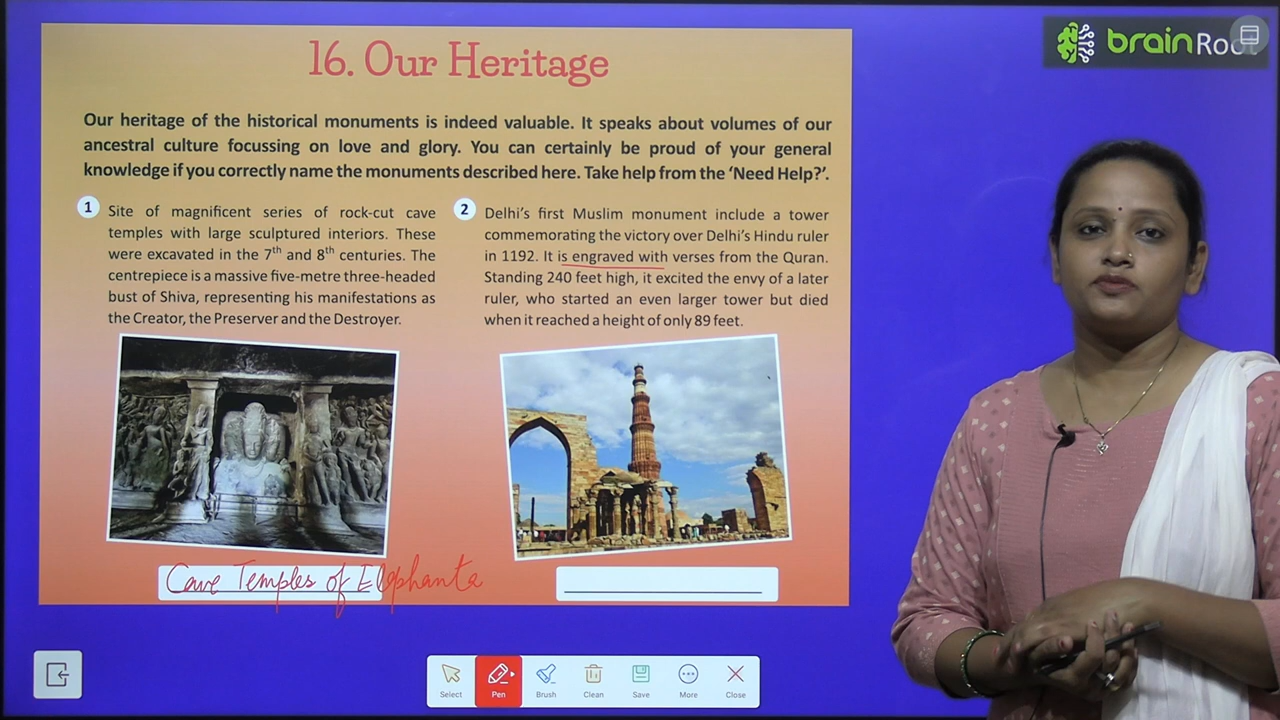 brainRoot
16. Our Heritage
Our heritage of the historical monuments is indeed valuable. It speaks about volumes of our
ancestral culture focussing on love and glory. You can certainly be proud of your general
knowledge if you correctly name the monuments described here. Take help from the ‘Need Help?’.
1 Site of magnificent series of rock-cut cave
temples with large sculptured interiors. These
were excavated in the 7th and 8th centuries. The
centrepiece is a massive five-metre three-headed
bust of Shiva, representing his manifestations as
the Creator, the Preserver and the Destroyer.
Cave Temples of Elephanta
2 Delhi’s first Muslim monument include a tower
commemorating the victory over Delhi’s Hindu ruler
in 1192. It is engraved with verses from the Quran.
Standing 240 feet high, it excited the envy of a later
ruler, who started an even larger tower but died
when it reached a height of only 89 feet.
Select Pen Brush Clean Save More Close